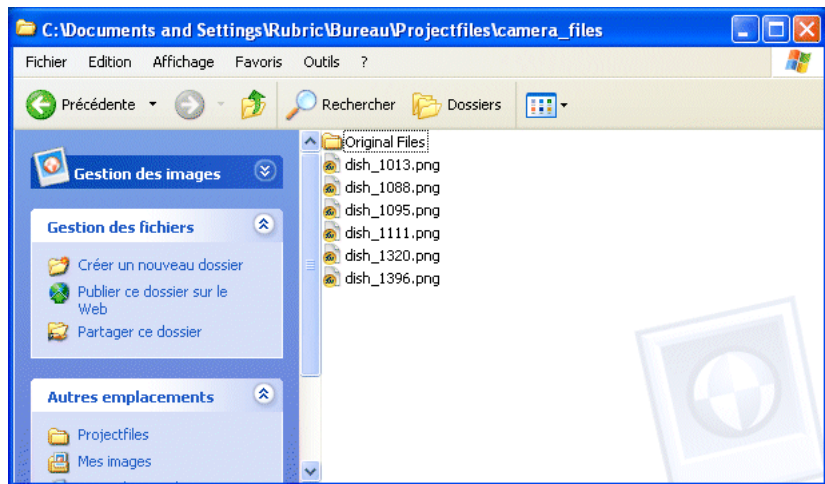 C:\Documents and Settings\Rubric\Bureau\Projectfiles\camera_files
Fichier Edition Affichage Favoris Outils ?
Précédente Rechercher Dossiers
Gestion des images
Gestion des fichiers
Créer un nouveau dossier
Publier ce dossier sur le
Web
Partager ce dossier
Autres emplacements
Projectfiles
Mes images
Original Files
dish_1013.png
dish_1088.png
dish_1095.png
dish_1111.png
dish_1320.png
dish_1396.png